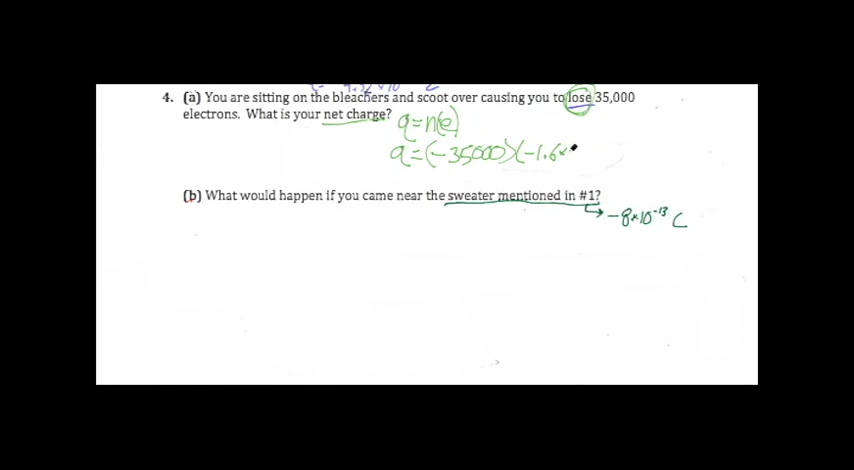 4. (a) You are sitting on the bleachers and scoot over causing you to lose 35,000
electrons. What is your net charge?
q=n(e)
q=(-35000)(-1.6×
(b) What would happen if you came near the sweater mentioned in #1?
→ -8×10⁻¹³ C